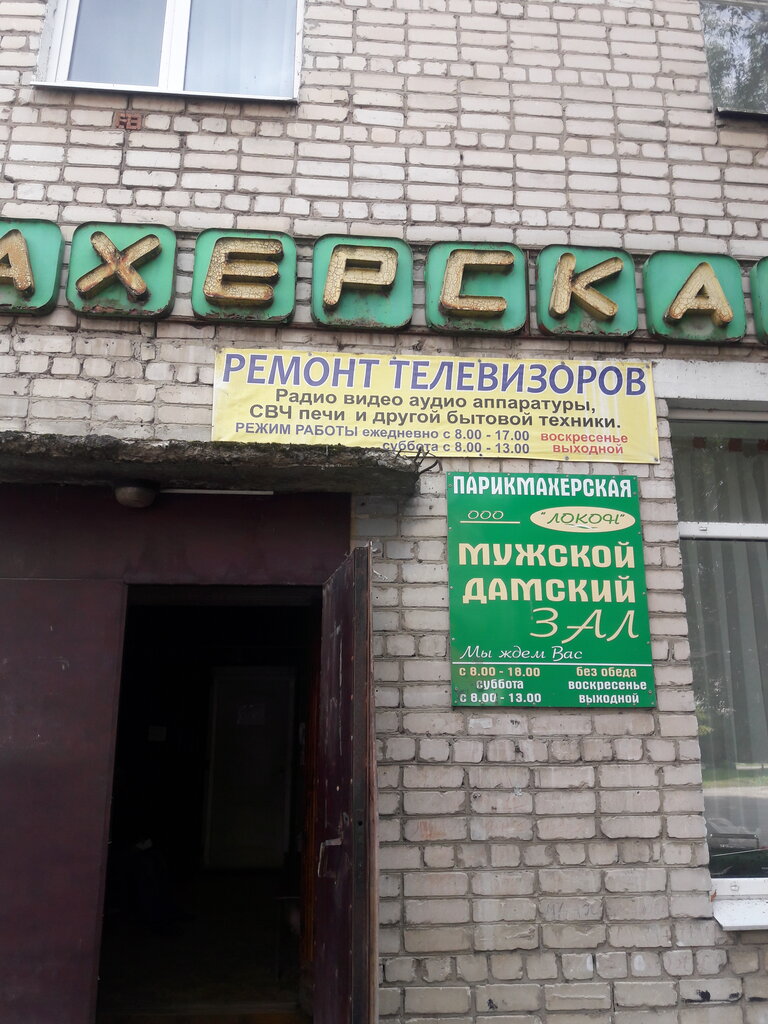 АХЕРСКА
РЕМОНТ ТЕЛЕВИЗОРОВ
Радио видео аудио аппаратуры,
СВЧ печи и другой бытовой техники.
РЕЖИМ РАБОТЫ ежедневно с 8.00 - 17.00 воскресенье
суббота с 8.00 - 13.00 выходной
ПАРИКМАХЕРСКАЯ
ООО "ЛОКОН"
МУЖСКОЙ
ДАМСКИЙ
ЗАЛ
Мы ждем Вас
с 8.00 - 18.00 без обеда
суббота воскресенье
с 8.00 - 13.00 выходной